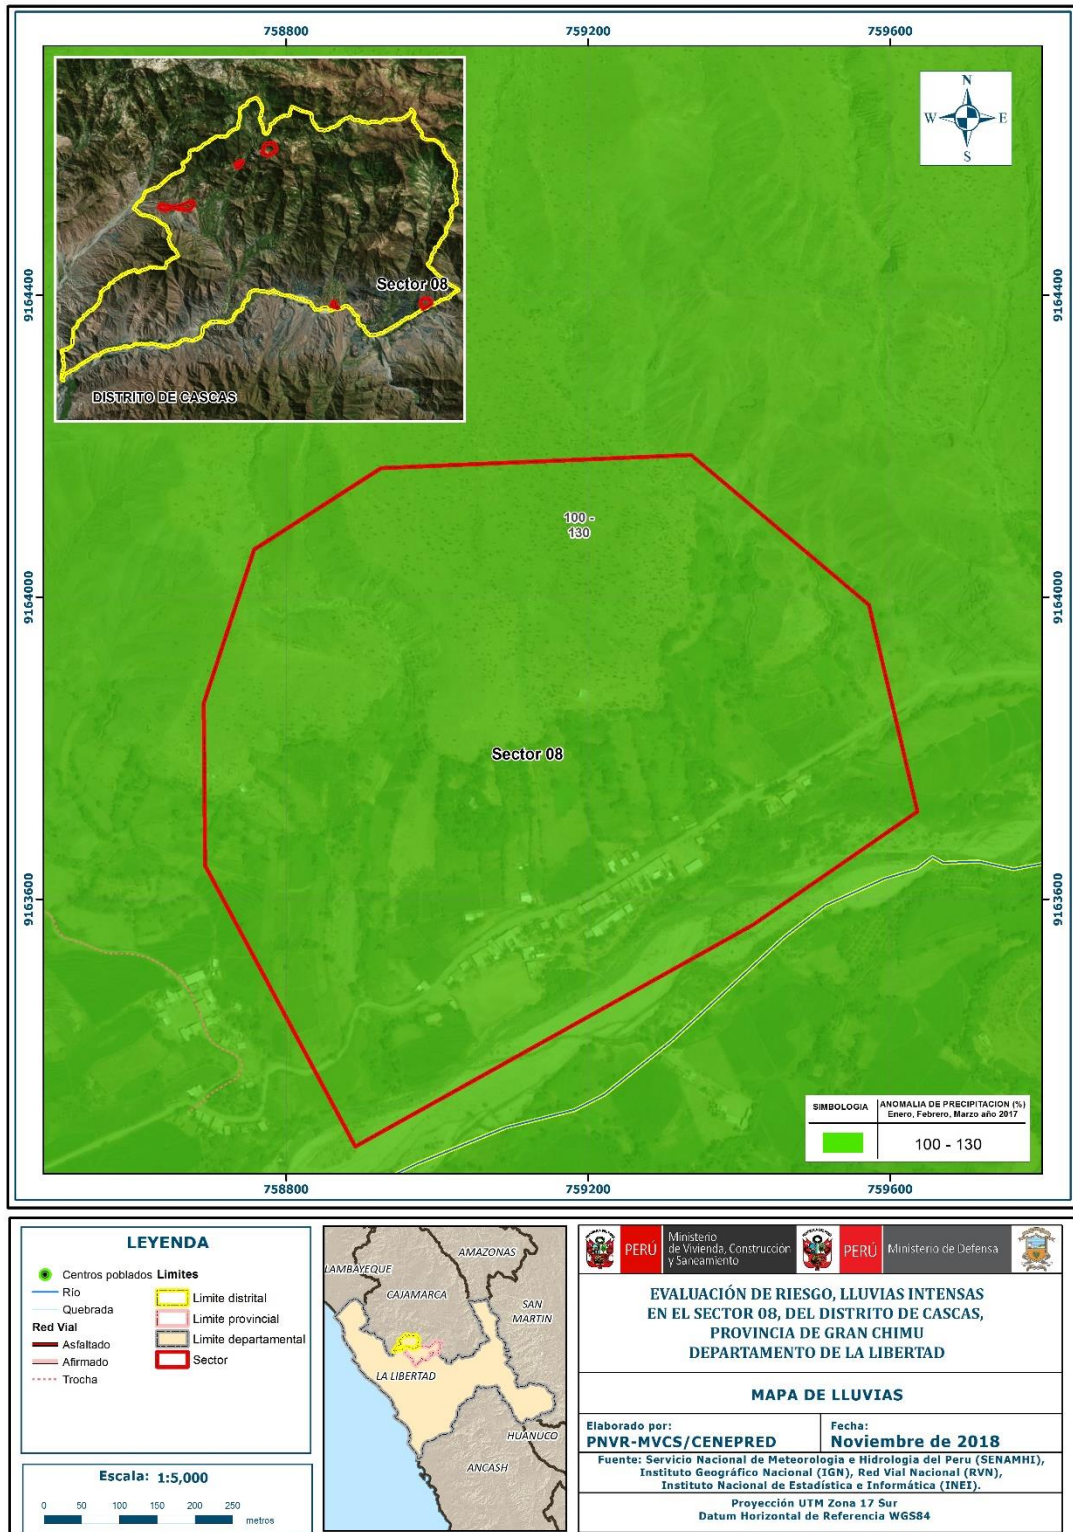 758800 759200 759600
N
W E
S
Sector 08
DISTRITO DE CASCAS
9164400 9164400
100 -
130
9164000 9164000
Sector 08
9163600 9163600
SIMBOLOGIA ANOMALIA DE PRECIPITACION (%)
Enero, Febrero, Marzo año 2017
100 - 130
758800 759200 759600
LEYENDA
Centros poblados
Río
Quebrada
Red Vial
Asfaltado
Afirmado
Trocha
Limites
Limite distrital
Limite provincial
Limite departamental
Sector
Escala: 1:5,000
0 50 100 150 200 250
metros
AMAZONAS
LAMBAYEQUE
CAJAMARCA
SAN
MARTIN
LA LIBERTAD
HUANUCO
ANCASH
PERÚ
Ministerio
de Vivienda, Construcción
y Saneamiento
PERÚ
Ministerio de Defensa
EVALUACIÓN DE RIESGO, LLUVIAS INTENSAS
EN EL SECTOR 08, DEL DISTRITO DE CASCAS,
PROVINCIA DE GRAN CHIMU
DEPARTAMENTO DE LA LIBERTAD
MAPA DE LLUVIAS
Elaborado por:
PNVR-MVCS/CENEPRED
Fecha:
Noviembre de 2018
Fuente: Servicio Nacional de Meteorologia e Hidrologia del Peru (SENAMHI),
Instituto Geográfico Nacional (IGN), Red Vial Nacional (RVN),
Instituto Nacional de Estadística e Informática (INEI).
Proyección UTM Zona 17 Sur
Datum Horizontal de Referencia WGS84